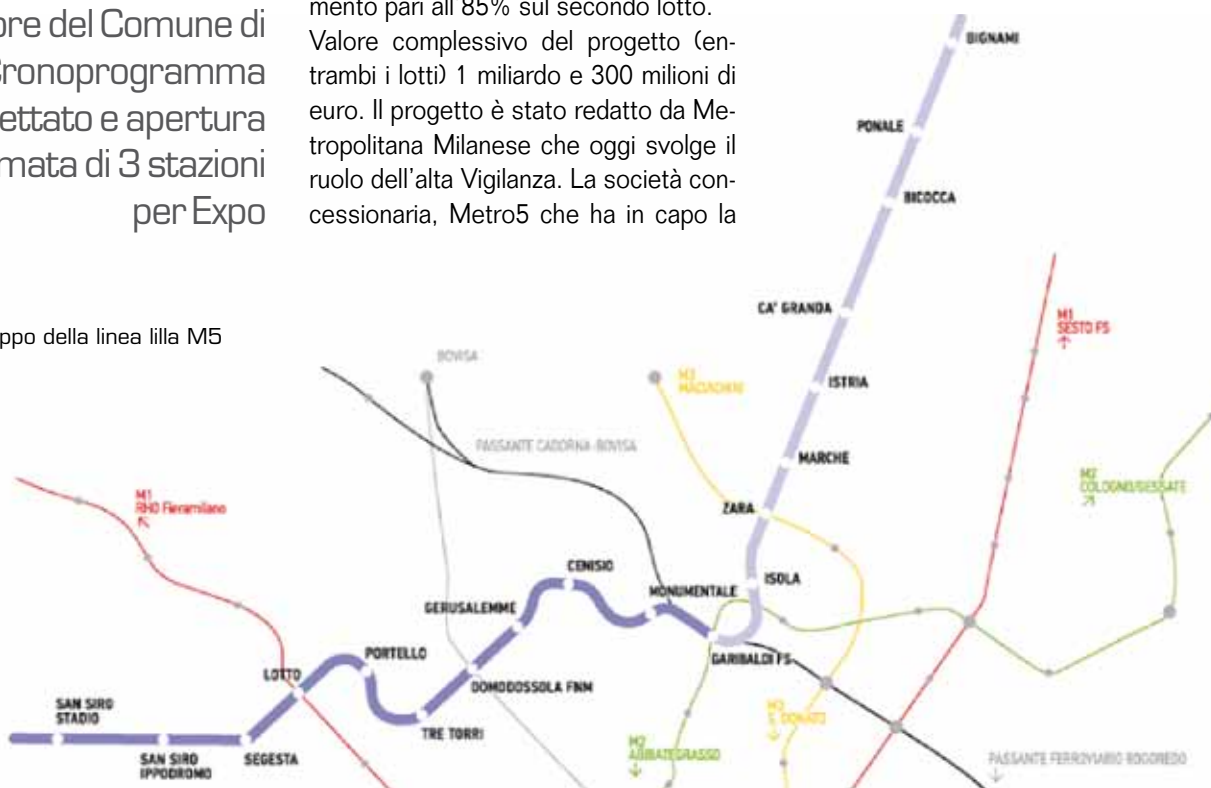 ore del Comune di
Cronoprogramma
ettato e apertura
mata di 3 stazioni
per Expo
mento pari all'85% sul secondo lotto.
Valore complessivo del progetto (en-
trambi i lotti) 1 miliardo e 300 milioni di
euro. Il progetto è stato redatto da Me-
tropolitana Milanese che oggi svolge il
ruolo dell'alta Vigilanza. La società con-
cessionaria, Metro5 che ha in capo la
ppo della linea lilla M5
BIGNAMI
PONALE
BICOCCA
CA' GRANDA
ISTRIA
MARCHE
ZARA
ISOLA
M1
SESTO FS
BOVISA
M3
MACIACHINI
PASSANTE CADORNA-BOVISA
M2
COLOGNO/GESSATE
M1
RHO Fieramilano
CENISIO
MONUMENTALE
GERUSALEMME
GARIBALDI FS
PORTELLO
LOTTO
DOMODOSSOLA FNM
TRE TORRI
SAN SIRO
STADIO
SAN SIRO
IPPODROMO
SEGESTA
M3
S. DONATO
M2
ABBIATEGRASSO
PASSANTE FERROVIARIO ROGOREDO